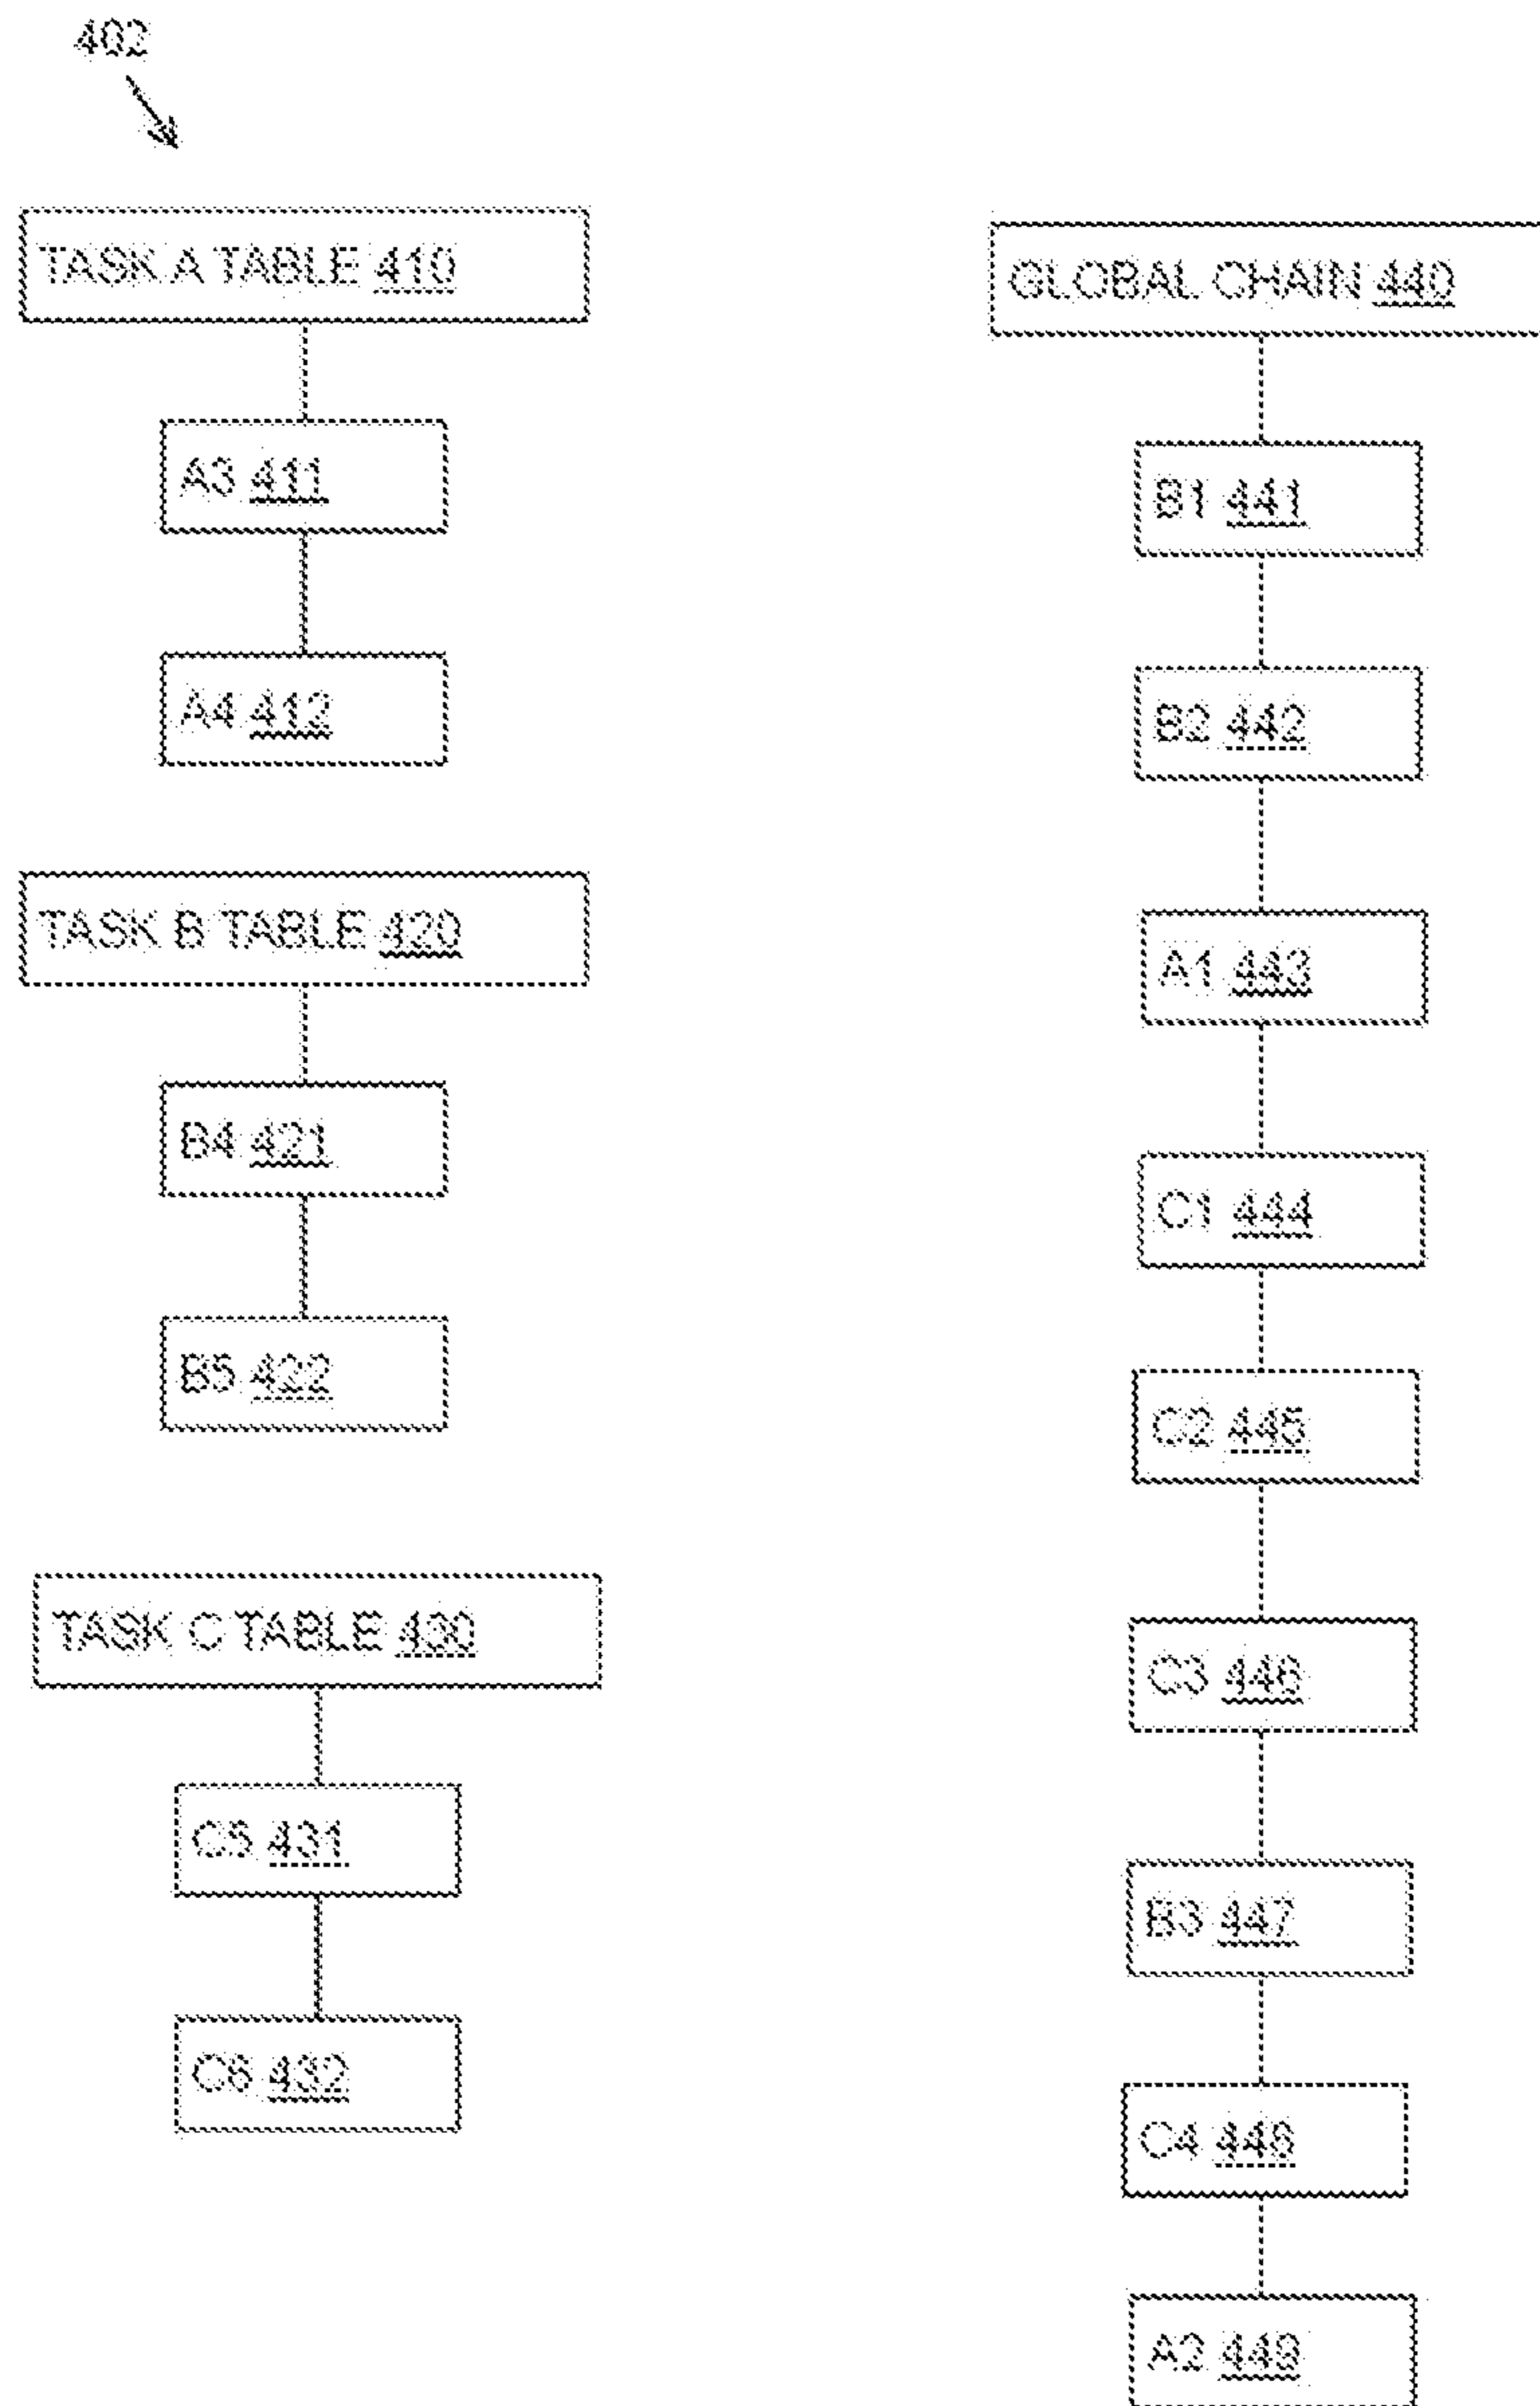 402
TASK A TABLE 410
A3 411
A4 412
TASK B TABLE 420
B4 421
B5 422
TASK C TABLE 430
C5 431
C6 432
GLOBAL CHAIN 440
B1 441
B2 442
A1 443
C1 444
C2 445
C3 446
B3 447
C4 448
A2 449